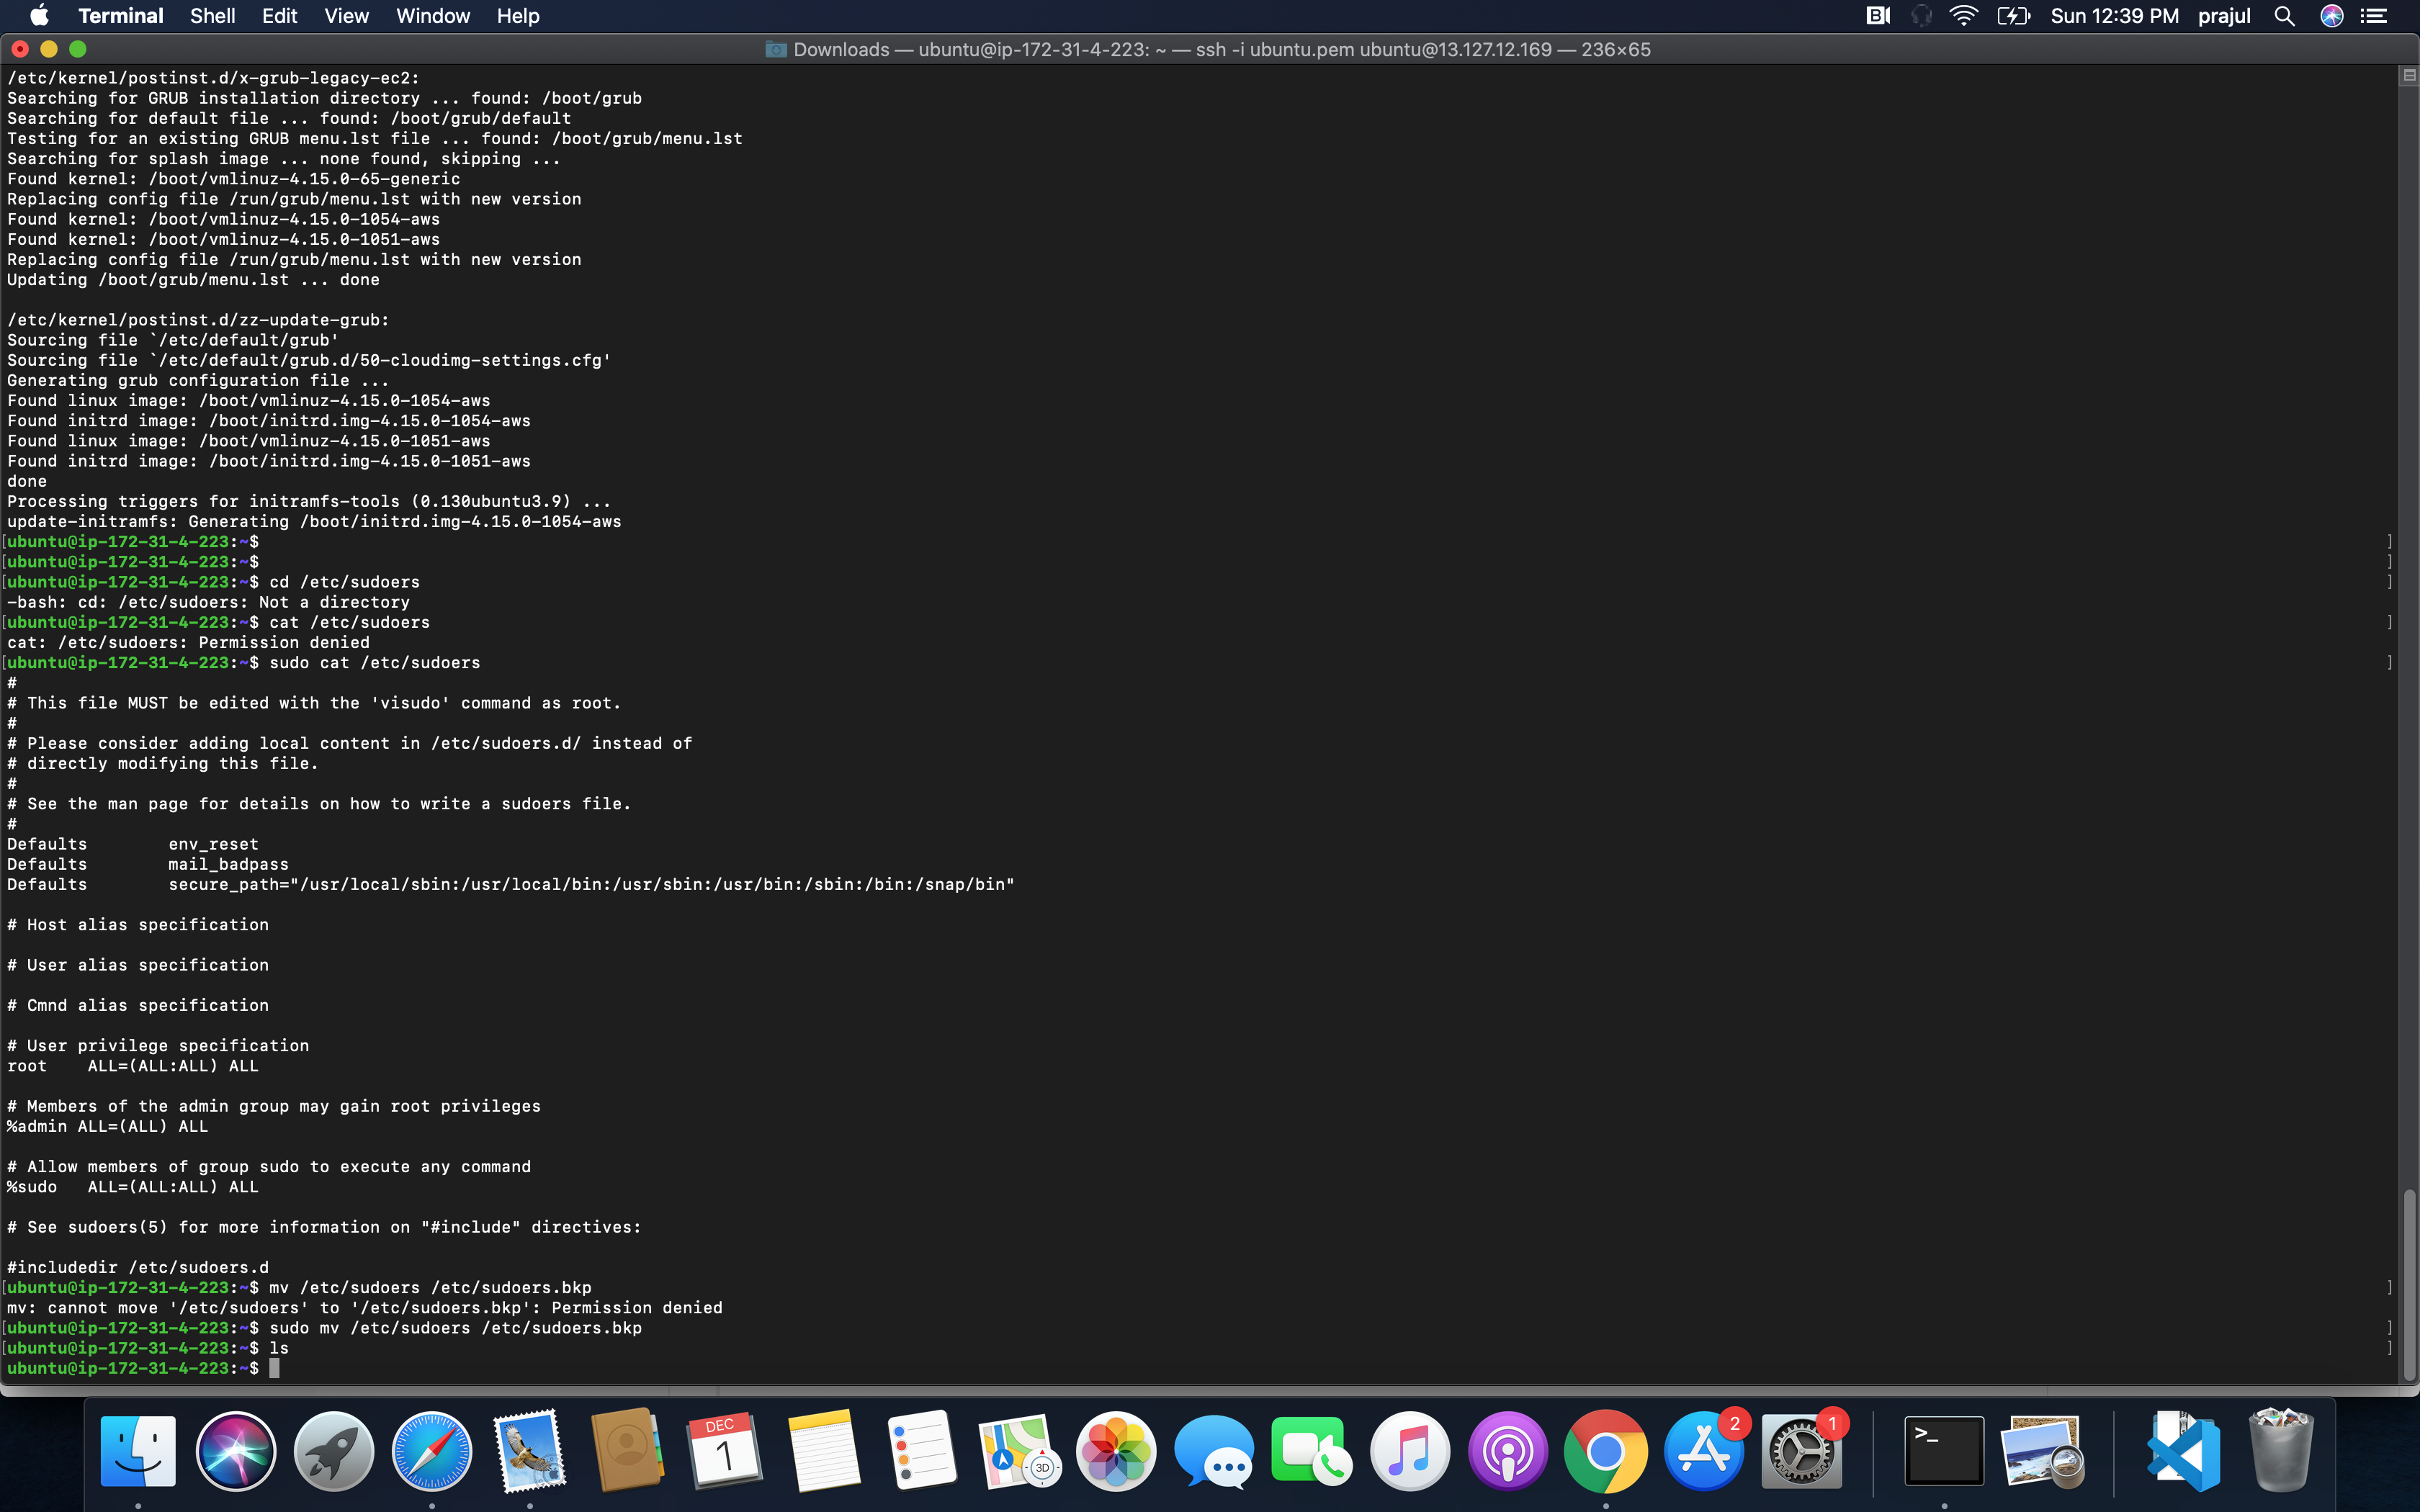 Terminal Shell Edit View Window Help Sun 12:39 PM prajul
Downloads — ubuntu@ip-172-31-4-223: ~ — ssh -i ubuntu.pem ubuntu@13.127.12.169 — 236×65
/etc/kernel/postinst.d/x-grub-legacy-ec2:
Searching for GRUB installation directory ... found: /boot/grub
Searching for default file ... found: /boot/grub/default
Testing for an existing GRUB menu.lst file ... found: /boot/grub/menu.lst
Searching for splash image ... none found, skipping ...
Found kernel: /boot/vmlinuz-4.15.0-65-generic
Replacing config file /run/grub/menu.lst with new version
Found kernel: /boot/vmlinuz-4.15.0-1054-aws
Found kernel: /boot/vmlinuz-4.15.0-1051-aws
Replacing config file /run/grub/menu.lst with new version
Updating /boot/grub/menu.lst ... done
/etc/kernel/postinst.d/zz-update-grub:
Sourcing file `/etc/default/grub'
Sourcing file `/etc/default/grub.d/50-cloudimg-settings.cfg'
Generating grub configuration file ...
Found linux image: /boot/vmlinuz-4.15.0-1054-aws
Found initrd image: /boot/initrd.img-4.15.0-1054-aws
Found linux image: /boot/vmlinuz-4.15.0-1051-aws
Found initrd image: /boot/initrd.img-4.15.0-1051-aws
done
Processing triggers for initramfs-tools (0.130ubuntu3.9) ...
update-initramfs: Generating /boot/initrd.img-4.15.0-1054-aws
[ubuntu@ip-172-31-4-223:~$ ]
[ubuntu@ip-172-31-4-223:~$ ]
[ubuntu@ip-172-31-4-223:~$ cd /etc/sudoers ]
-bash: cd: /etc/sudoers: Not a directory
[ubuntu@ip-172-31-4-223:~$ cat /etc/sudoers ]
cat: /etc/sudoers: Permission denied
[ubuntu@ip-172-31-4-223:~$ sudo cat /etc/sudoers ]
#
# This file MUST be edited with the 'visudo' command as root.
#
# Please consider adding local content in /etc/sudoers.d/ instead of
# directly modifying this file.
#
# See the man page for details on how to write a sudoers file.
#
Defaults env_reset
Defaults mail_badpass
Defaults secure_path="/usr/local/sbin:/usr/local/bin:/usr/sbin:/usr/bin:/sbin:/bin:/snap/bin"
# Host alias specification
# User alias specification
# Cmnd alias specification
# User privilege specification
root ALL=(ALL:ALL) ALL
# Members of the admin group may gain root privileges
%admin ALL=(ALL) ALL
# Allow members of group sudo to execute any command
%sudo ALL=(ALL:ALL) ALL
# See sudoers(5) for more information on "#include" directives:
#includedir /etc/sudoers.d
[ubuntu@ip-172-31-4-223:~$ mv /etc/sudoers /etc/sudoers.bkp ]
mv: cannot move '/etc/sudoers' to '/etc/sudoers.bkp': Permission denied
[ubuntu@ip-172-31-4-223:~$ sudo mv /etc/sudoers /etc/sudoers.bkp ]
[ubuntu@ip-172-31-4-223:~$ ls ]
ubuntu@ip-172-31-4-223:~$
DEC
1
3D
2
1
>_